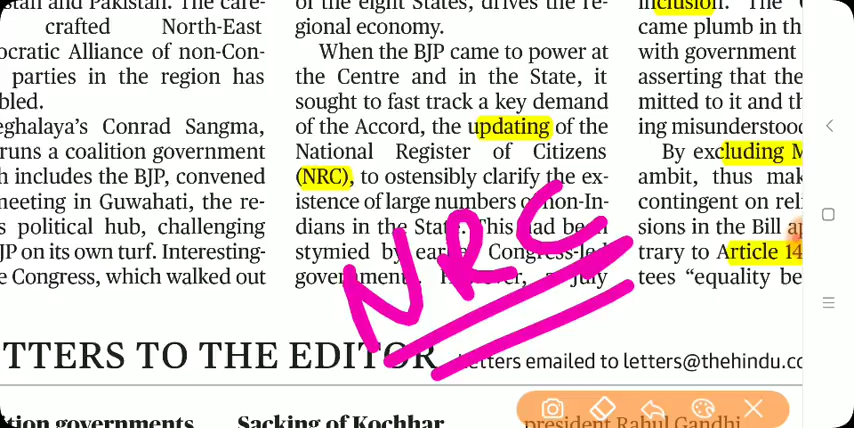 stan and Pakistan. The care-
crafted North-East
ocratic Alliance of non-Con-
parties in the region has
bled.
eghalaya's Conrad Sangma,
runs a coalition government
h includes the BJP, convened
meeting in Guwahati, the re-
s political hub, challenging
JP on its own turf. Interesting-
e Congress, which walked out
of the eight States, drives the re-
gional economy.
When the BJP came to power at
the Centre and in the State, it
sought to fast track a key demand
of the Accord, the updating of the
National Register of Citizens
(NRC), to ostensibly clarify the ex-
istence of large numbers of non-In-
dians in the State. This had been
stymied by earlier Congress-led
governments. However, a July
inclusion. The
came plumb in th
with government
asserting that the
mitted to it and th
ing misunderstood
By excluding M
ambit, thus mak
contingent on reli
sions in the Bill ap
trary to Article 14
tees "equality be
NRC
TTERS TO THE EDITOR
Letters emailed to letters@thehindu.co
tion governments
Sacking of Kochhar
president Rahul Gandhi